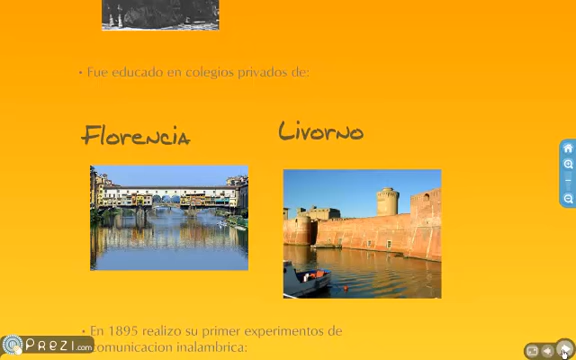 • Fue educado en colegios privados de:
Florencia
Livorno
• En 1895 realizo su primer experimentos de
comunicacion inalambrica:
Prezi.com